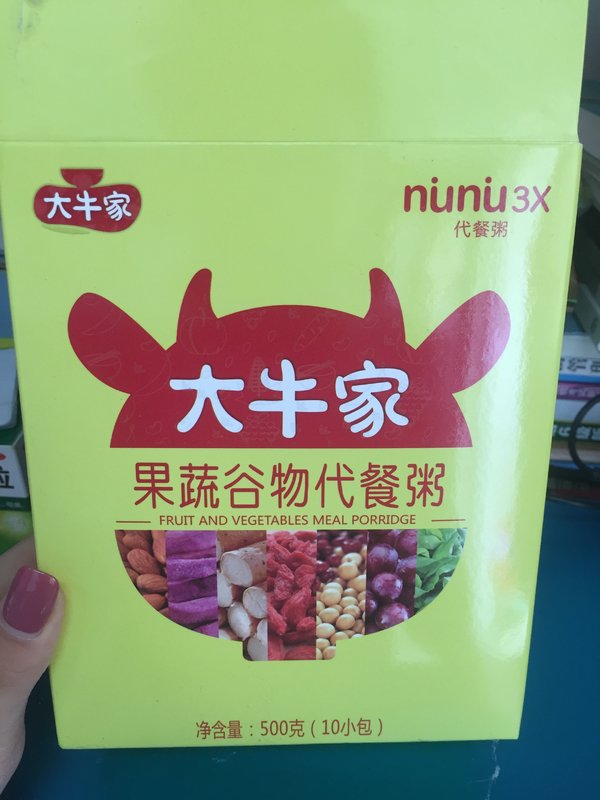 大牛家
niuniu3X
代餐粥
大牛家
果蔬谷物代餐粥
FRUIT AND VEGETABLES MEAL PORRIDGE
净含量：500克（10小包）